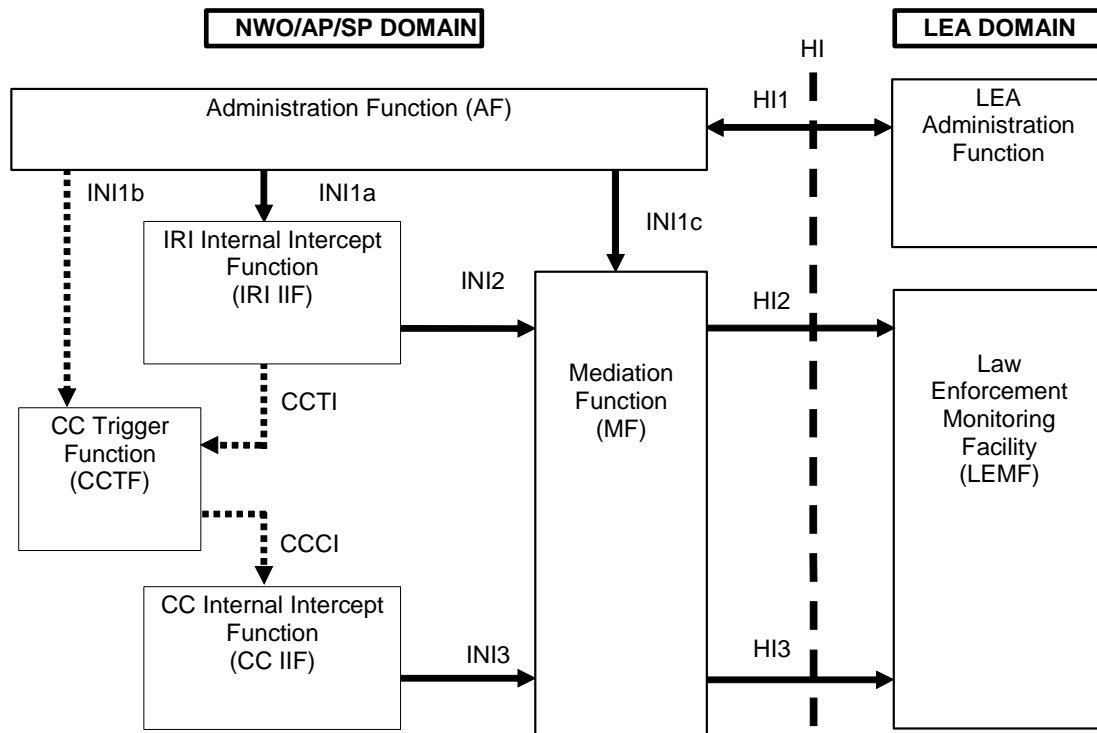 NWO/AP/SP DOMAIN
LEA DOMAIN
HI
Administration Function (AF)
HI1
LEA
Administration
Function
INI1b
INI1a
INI1c
IRI Internal Intercept
Function
(IRI IIF)
INI2
HI2
Mediation
Function
(MF)
Law
Enforcement
Monitoring
Facility
(LEMF)
CCTI
CC Trigger
Function
(CCTF)
CCCI
CC Internal Intercept
Function
(CC IIF)
INI3
HI3